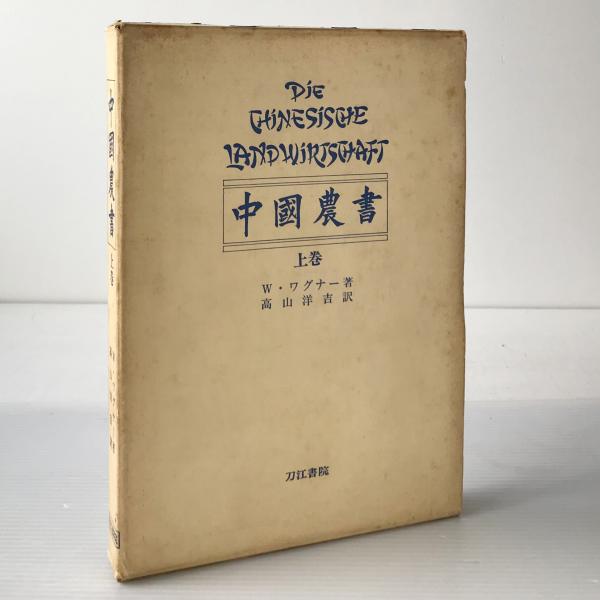 DiE
CHiNESiSCHE
LANDWiRTSCHAFT
中國農書
上巻
W・ワグナー著
高山洋吉訳
刀江書院
中國農書
上巻